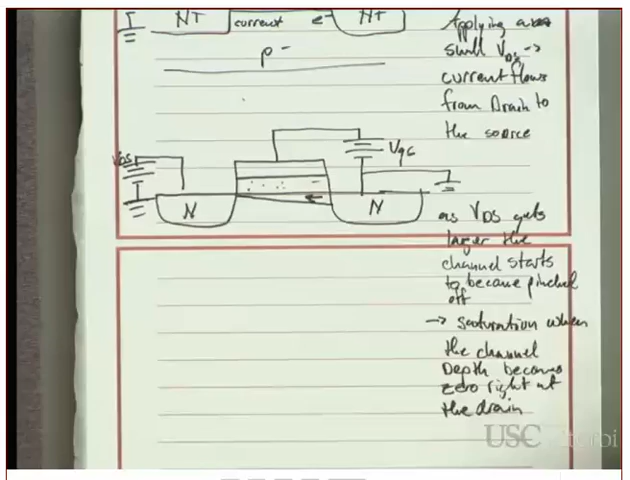 N+
current
e-
N+
p-
Applying a
small VDS →
current flows
from Drain to
the source
VDS
Vgc
N
N
as VDS gets
larger the
channel starts
to become pinched
off
→ saturation when
the channel
Depth becomes
zero right at
the drain
USC